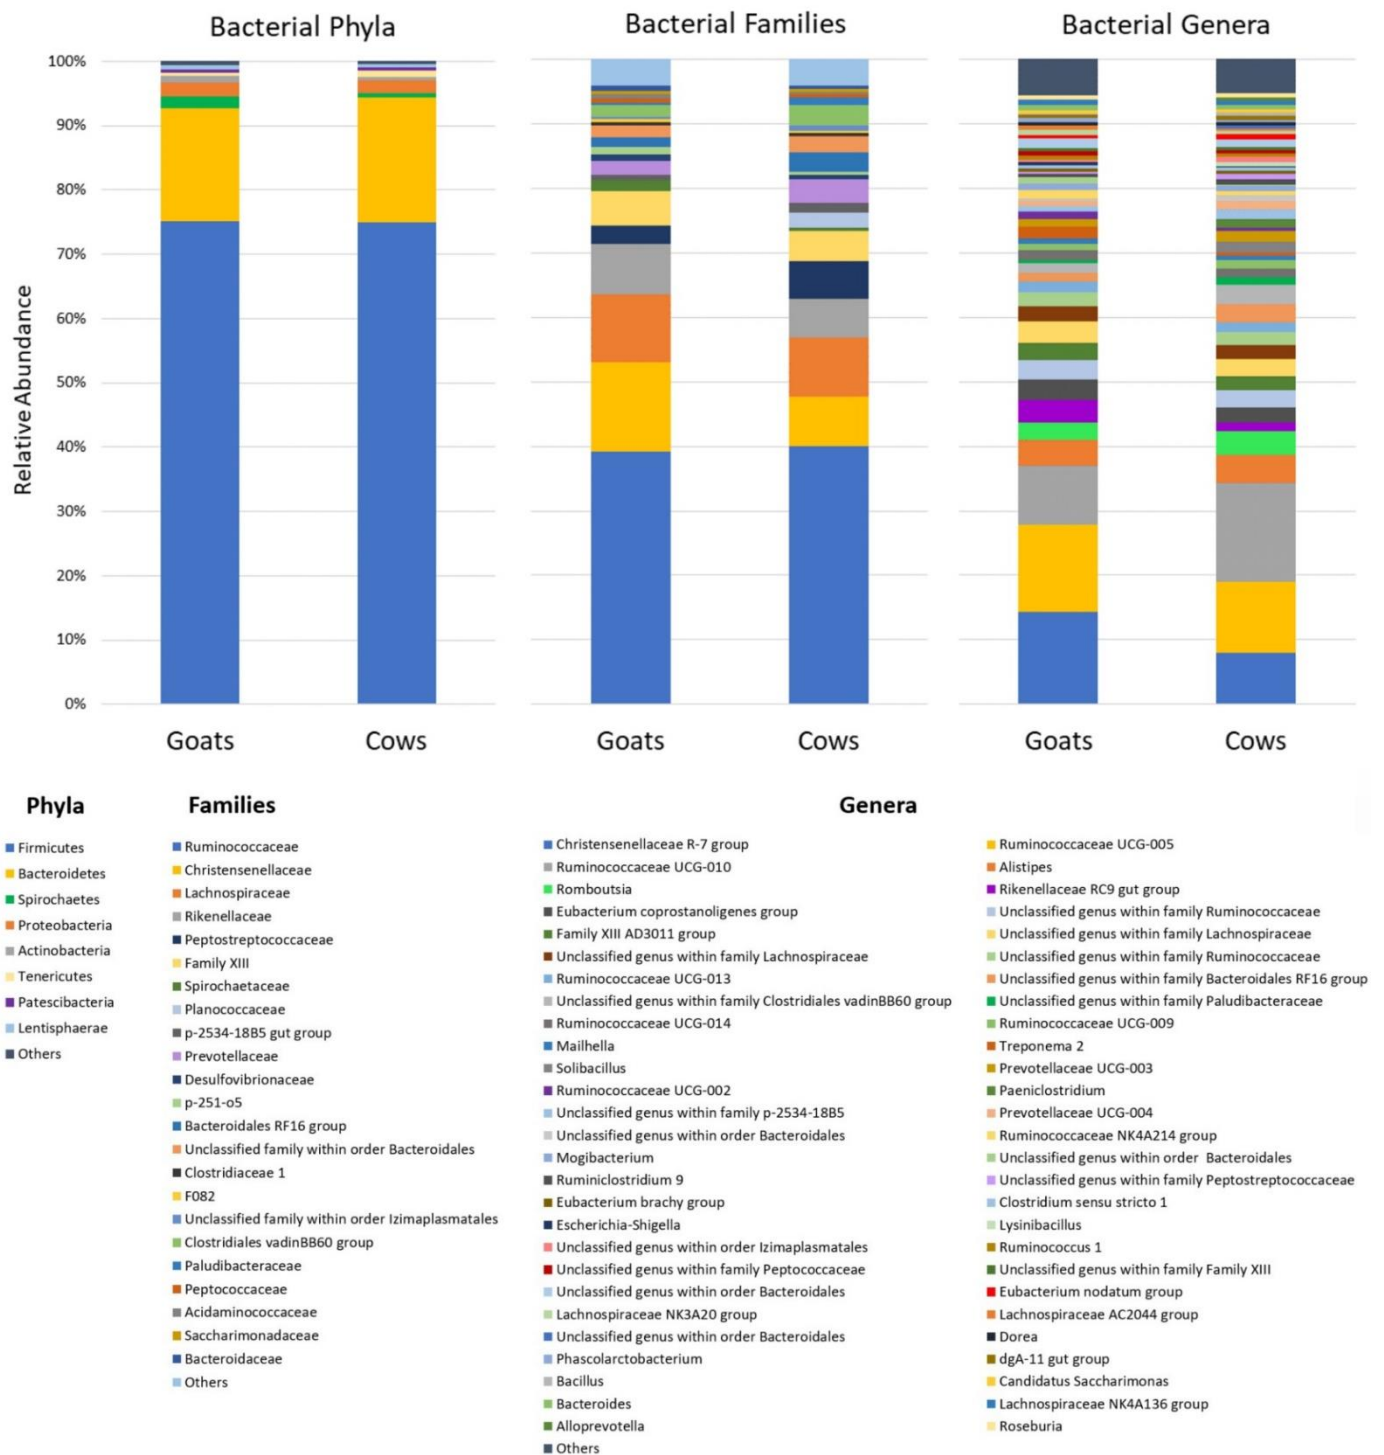 Bacterial Phyla
Bacterial Families
Bacterial Genera
Relative Abundance
100%
90%
80%
70%
60%
50%
40%
30%
20%
10%
0%
Goats
Cows
Goats
Cows
Goats
Cows
Phyla
Firmicutes
Bacteroidetes
Spirochaetes
Proteobacteria
Actinobacteria
Tenericutes
Patescibacteria
Lentisphaerae
Others
Families
Ruminococcaceae
Christensenellaceae
Lachnospiraceae
Rikenellaceae
Peptostreptococcaceae
Family XIII
Spirochaetaceae
Planococcaceae
p-2534-18B5 gut group
Prevotellaceae
Desulfovibrionaceae
p-251-o5
Bacteroidales RF16 group
Unclassified family within order Bacteroidales
Clostridiaceae 1
F082
Unclassified family within order Izimaplasmatales
Clostridiales vadinBB60 group
Paludibacteraceae
Peptococcaceae
Acidaminococcaceae
Saccharimonadaceae
Bacteroidaceae
Others
Genera
Christensenellaceae R-7 group
Ruminococcaceae UCG-010
Romboutsia
Eubacterium coprostanoligenes group
Family XIII AD3011 group
Unclassified genus within family Lachnospiraceae
Ruminococcaceae UCG-013
Unclassified genus within family Clostridiales vadinBB60 group
Ruminococcaceae UCG-014
Mailhella
Solibacillus
Ruminococcaceae UCG-002
Unclassified genus within family p-2534-18B5
Unclassified genus within order Bacteroidales
Mogibacterium
Ruminiclostridium 9
Eubacterium brachy group
Escherichia-Shigella
Unclassified genus within order Izimaplasmatales
Unclassified genus within family Peptococcaceae
Unclassified genus within order Bacteroidales
Lachnospiraceae NK3A20 group
Unclassified genus within order Bacteroidales
Phascolarctobacterium
Bacillus
Bacteroides
Alloprevotella
Others
Ruminococcaceae UCG-005
Alistipes
Rikenellaceae RC9 gut group
Unclassified genus within family Ruminococcaceae
Unclassified genus within family Lachnospiraceae
Unclassified genus within family Ruminococcaceae
Unclassified genus within family Bacteroidales RF16 group
Unclassified genus within family Paludibacteraceae
Ruminococcaceae UCG-009
Treponema 2
Prevotellaceae UCG-003
Paeniclostridium
Prevotellaceae UCG-004
Ruminococcaceae NK4A214 group
Unclassified genus within order Bacteroidales
Unclassified genus within family Peptostreptococcaceae
Clostridium sensu stricto 1
Lysinibacillus
Ruminococcus 1
Unclassified genus within family Family XIII
Eubacterium nodatum group
Lachnospiraceae AC2044 group
Dorea
dgA-11 gut group
Candidatus Saccharimonas
Lachnospiraceae NK4A136 group
Roseburia